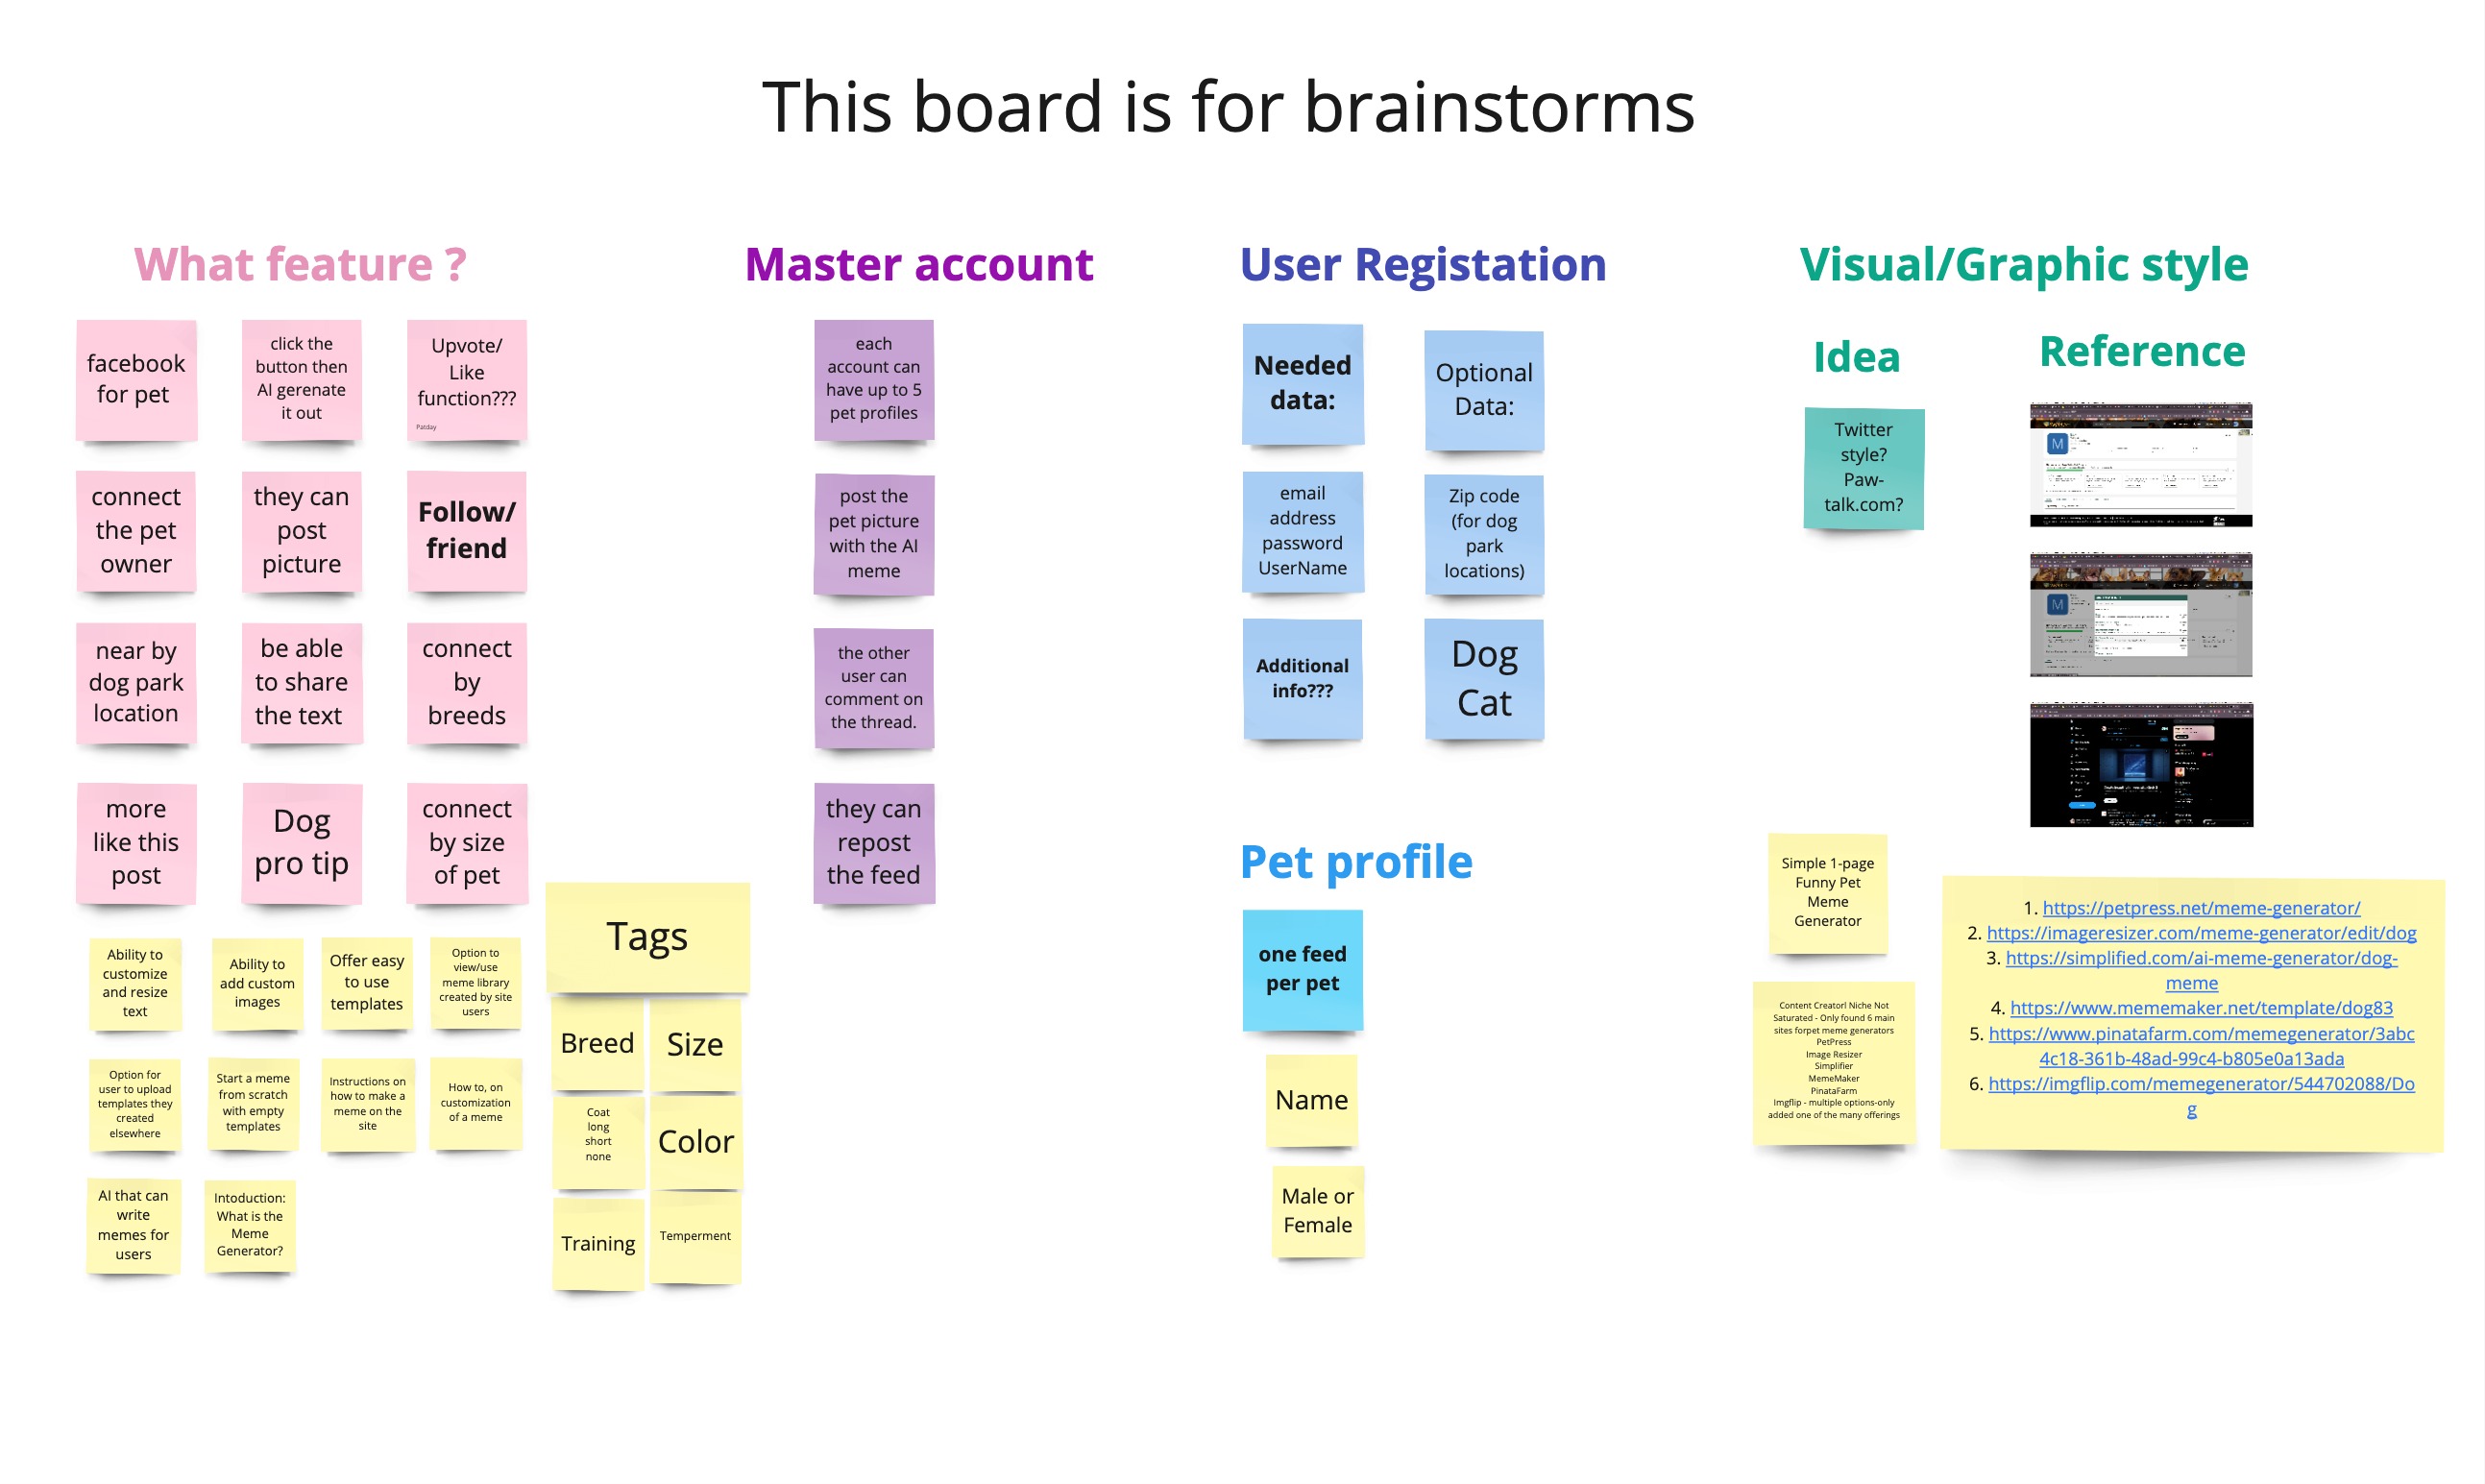 This board is for brainstorms
What feature ?
facebook
for pet
click the
button then
AI gerenate
it out
Upvote/
Like
function???
Patday
connect
the pet
owner
they can
post
picture
Follow/
friend
near by
dog park
location
be able
to share
the text
connect
by
breeds
more
like this
post
Dog
pro tip
connect
by size
of pet
Ability to
customize
and resize
text
Ability to
add custom
images
Offer easy
to use
templates
Option to
view/use
meme library
created by site
users
Option for
user to upload
templates they
created
elsewhere
Start a meme
from scratch
with empty
templates
Instructions on
how to make a
meme on the
site
How to, on
customization
of a meme
AI that can
write
memes for
users
Intoduction:
What is the
Meme
Generator?
Tags
Breed
Size
Coat
long
short
none
Color
Training
Temperment
Master account
each
account can
have up to 5
pet profiles
post the
pet picture
with the AI
meme
the other
user can
comment on
the thread.
they can
repost
the feed
User Registation
Needed
data:
Optional
Data:
email
address
password
UserName
Zip code
(for dog
park
locations)
Additional
info???
Dog
Cat
Pet profile
one feed
per pet
Name
Male or
Female
Visual/Graphic style
Idea
Reference
Twitter
style?
Paw-
talk.com?
M
M
Simple 1-page
Funny Pet
Meme
Generator
Content Creatorl Niche Not
Saturated - Only found 6 main
sites forpet meme generators
PetPress
Image Resizer
Simplifier
MemeMaker
PinataFarm
Imgflip - multiple options-only
added one of the many offerings
1. https://petpress.net/meme-generator/
2. https://imageresizer.com/meme-generator/edit/dog
3. https://simplified.com/ai-meme-generator/dog-
meme
4. https://www.mememaker.net/template/dog83
5. https://www.pinatafarm.com/memegenerator/3abc
4c18-361b-48ad-99c4-b805e0a13ada
6. https://imgflip.com/memegenerator/544702088/Do
g